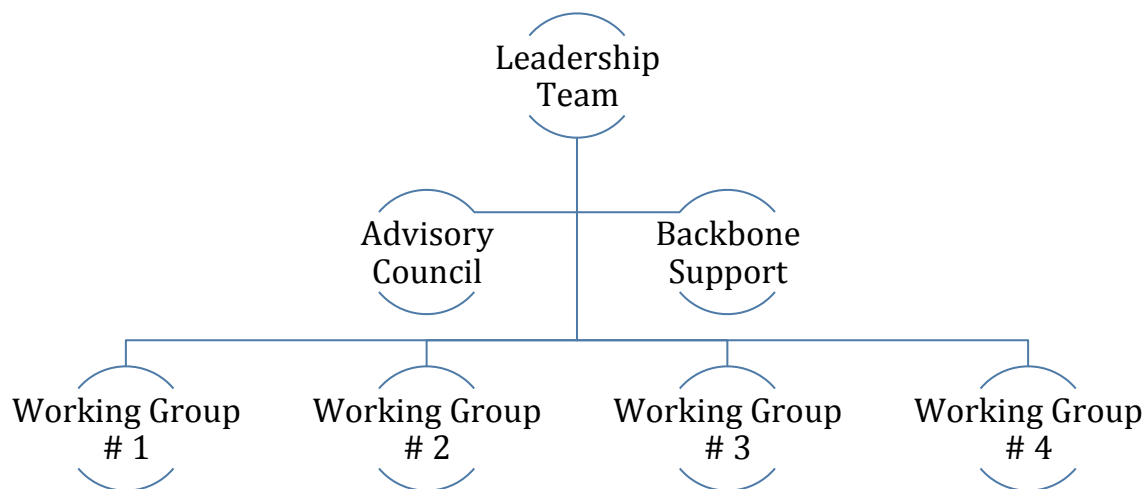 Leadership
Team
Advisory
Council
Backbone
Support
Working Group
# 1
Working Group
# 2
Working Group
# 3
Working Group
# 4